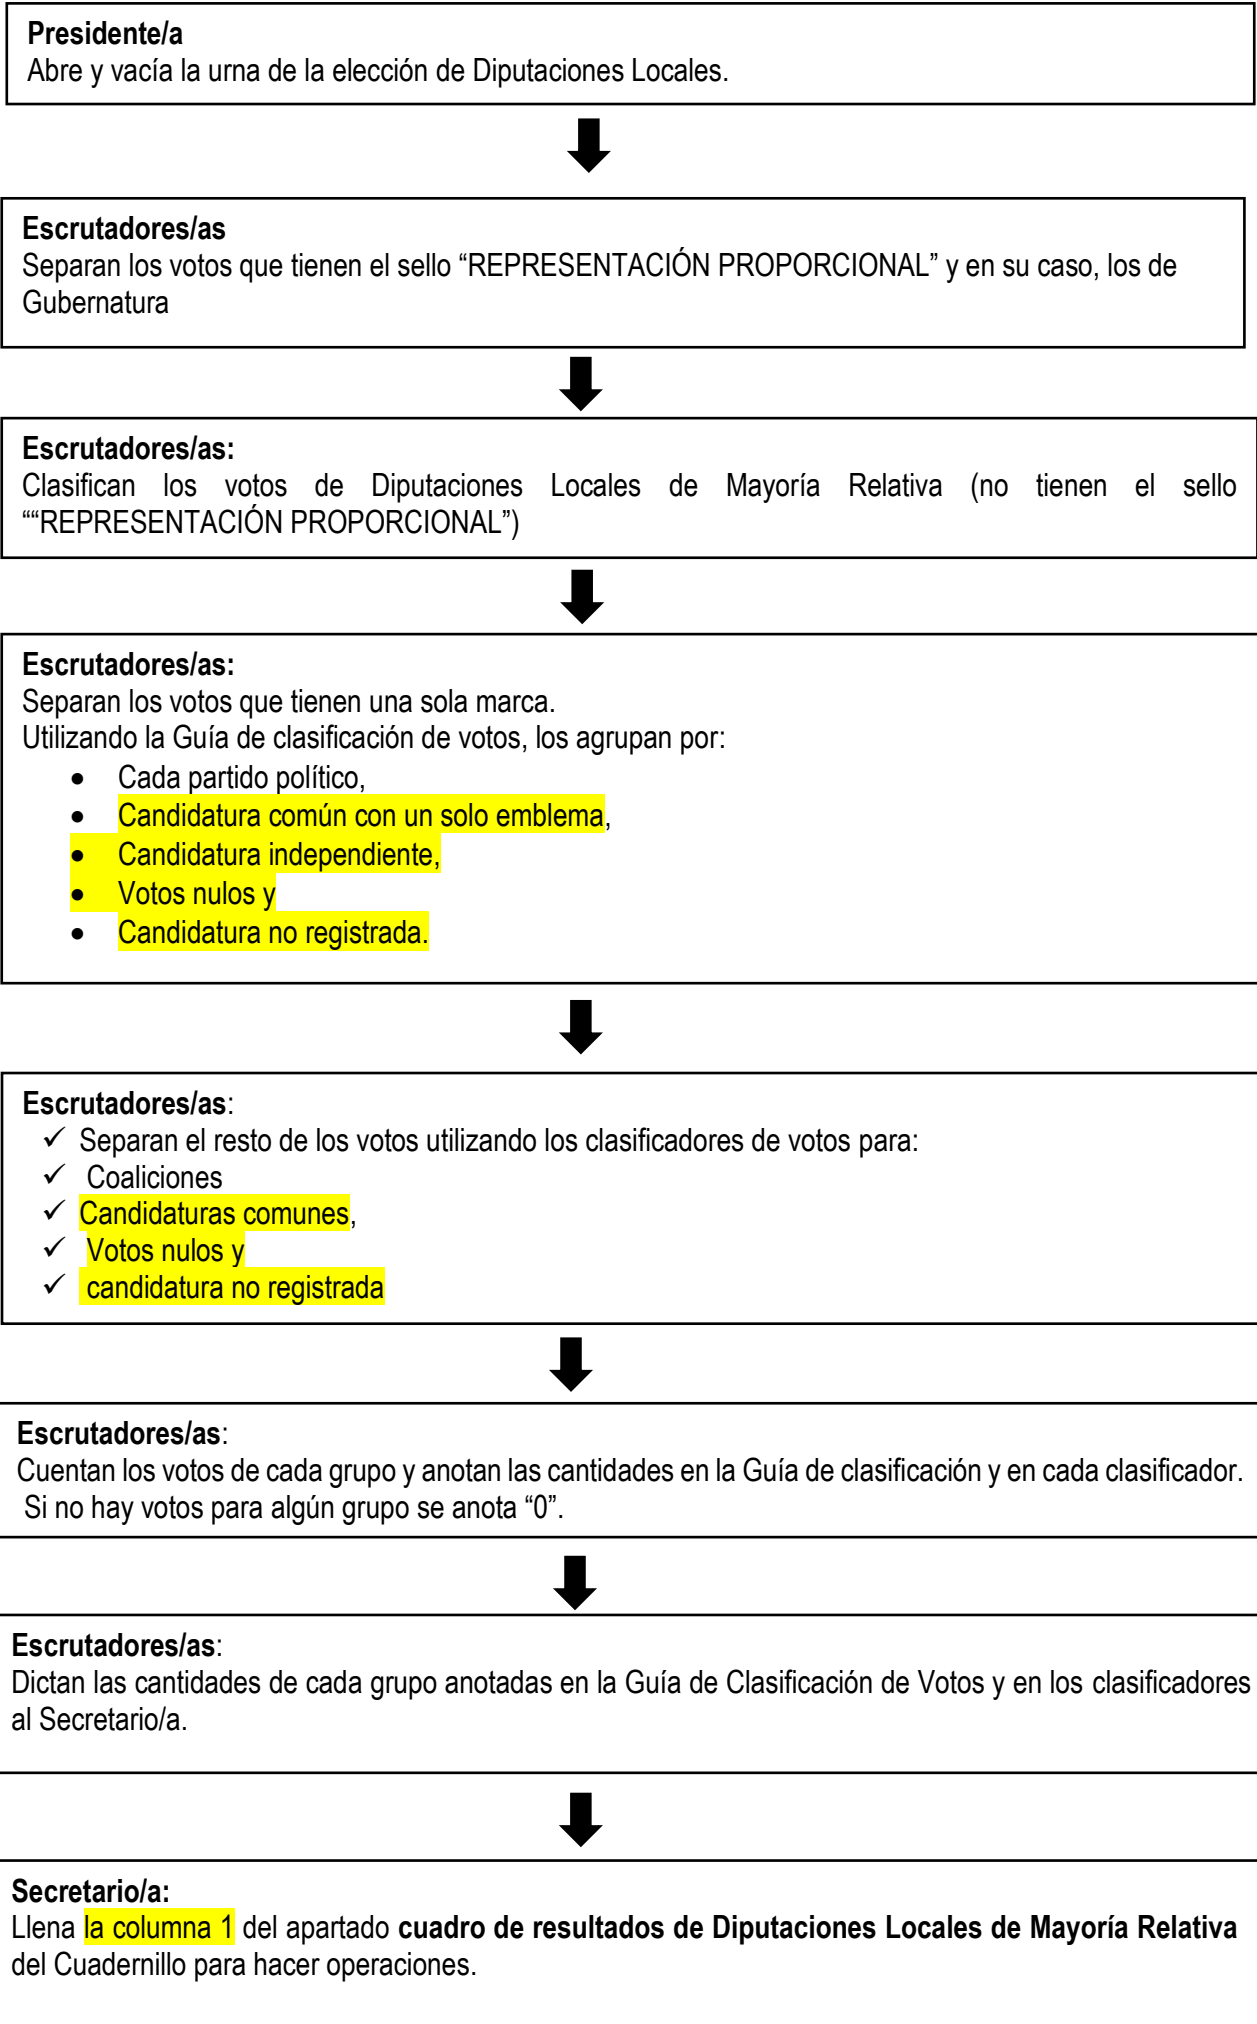 Presidente/a
Abre y vacía la urna de la elección de Diputaciones Locales.
Escrutadores/as
Separan los votos que tienen el sello “REPRESENTACIÓN PROPORCIONAL” y en su caso, los de
Gubernatura
Escrutadores/as:
Clasifican los votos de Diputaciones Locales de Mayoría Relativa (no tienen el sello
““REPRESENTACIÓN PROPORCIONAL”)
Escrutadores/as:
Separan los votos que tienen una sola marca.
Utilizando la Guía de clasificación de votos, los agrupan por:
• Cada partido político,
• Candidatura común con un solo emblema,
• Candidatura independiente,
• Votos nulos y
• Candidatura no registrada.
Escrutadores/as:
✓ Separan el resto de los votos utilizando los clasificadores de votos para:
✓ Coaliciones
✓ Candidaturas comunes,
✓ Votos nulos y
✓ candidatura no registrada
Escrutadores/as:
Cuentan los votos de cada grupo y anotan las cantidades en la Guía de clasificación y en cada clasificador.
Si no hay votos para algún grupo se anota “0”.
Escrutadores/as:
Dictan las cantidades de cada grupo anotadas en la Guía de Clasificación de Votos y en los clasificadores
al Secretario/a.
Secretario/a:
Llena la columna 1 del apartado cuadro de resultados de Diputaciones Locales de Mayoría Relativa
del Cuadernillo para hacer operaciones.